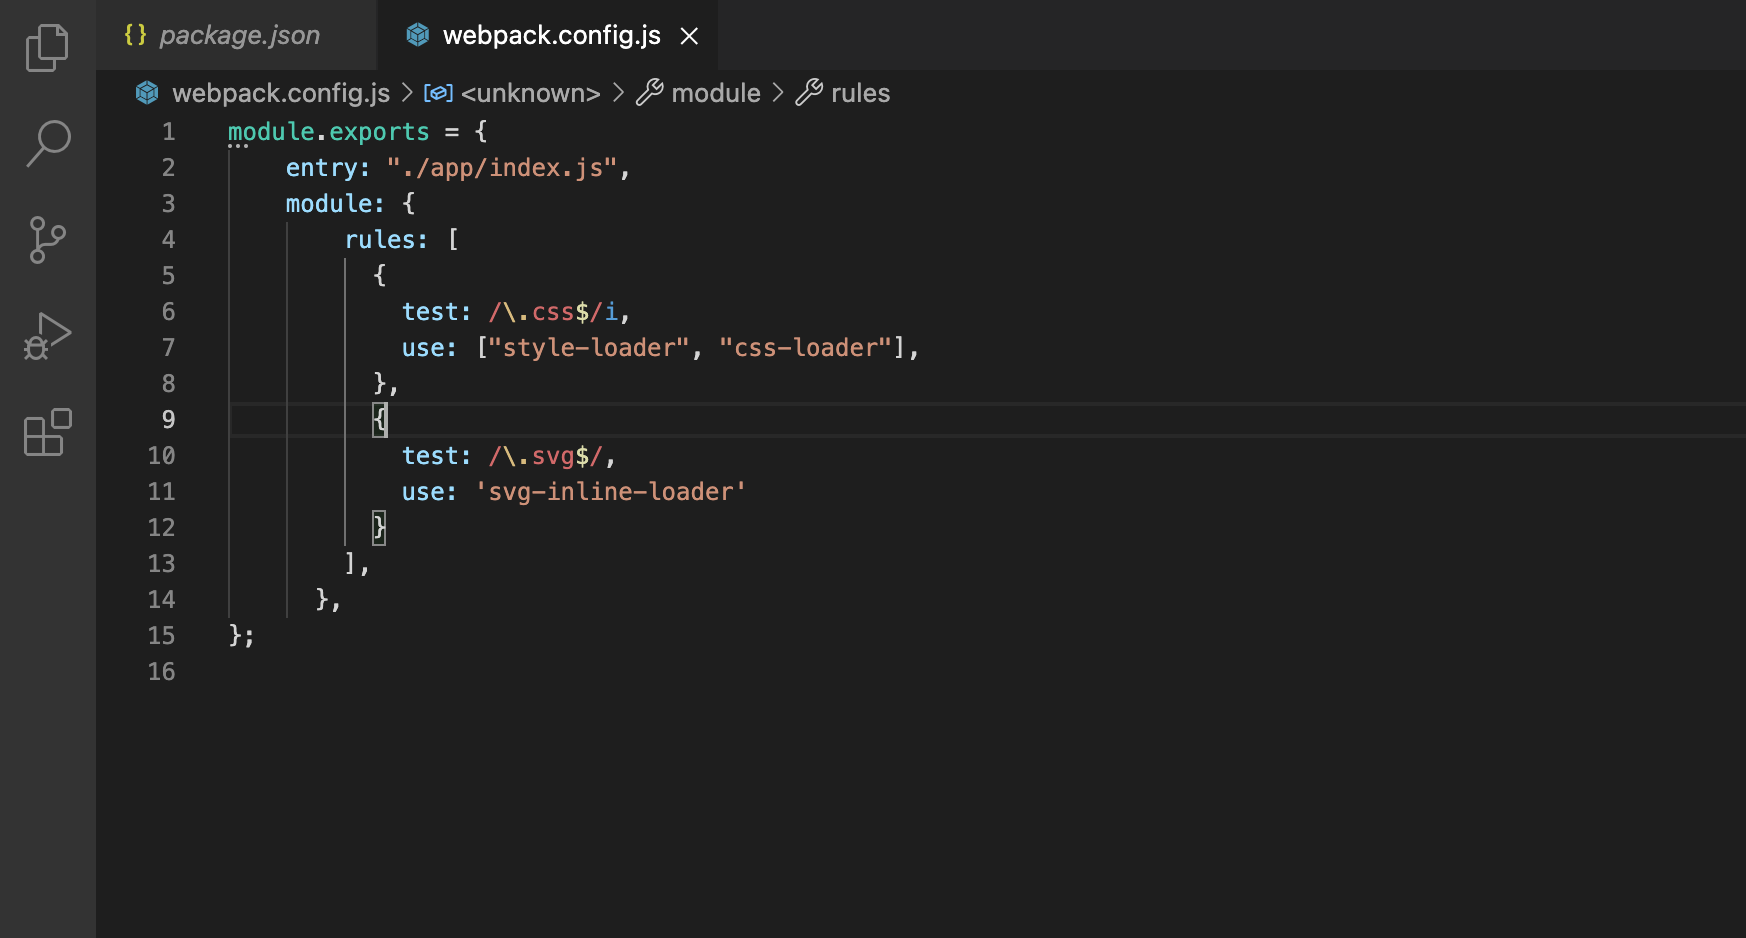 {} package.json webpack.config.js ×
webpack.config.js > <unknown> > module > rules
1 module.exports = {
2     entry: "./app/index.js",
3     module: {
4         rules: [
5           {
6             test: /\.css$/i,
7             use: ["style-loader", "css-loader"],
8           },
9           {
10             test: /\.svg$/,
11             use: 'svg-inline-loader'
12           }
13         ],
14       },
15 };
16